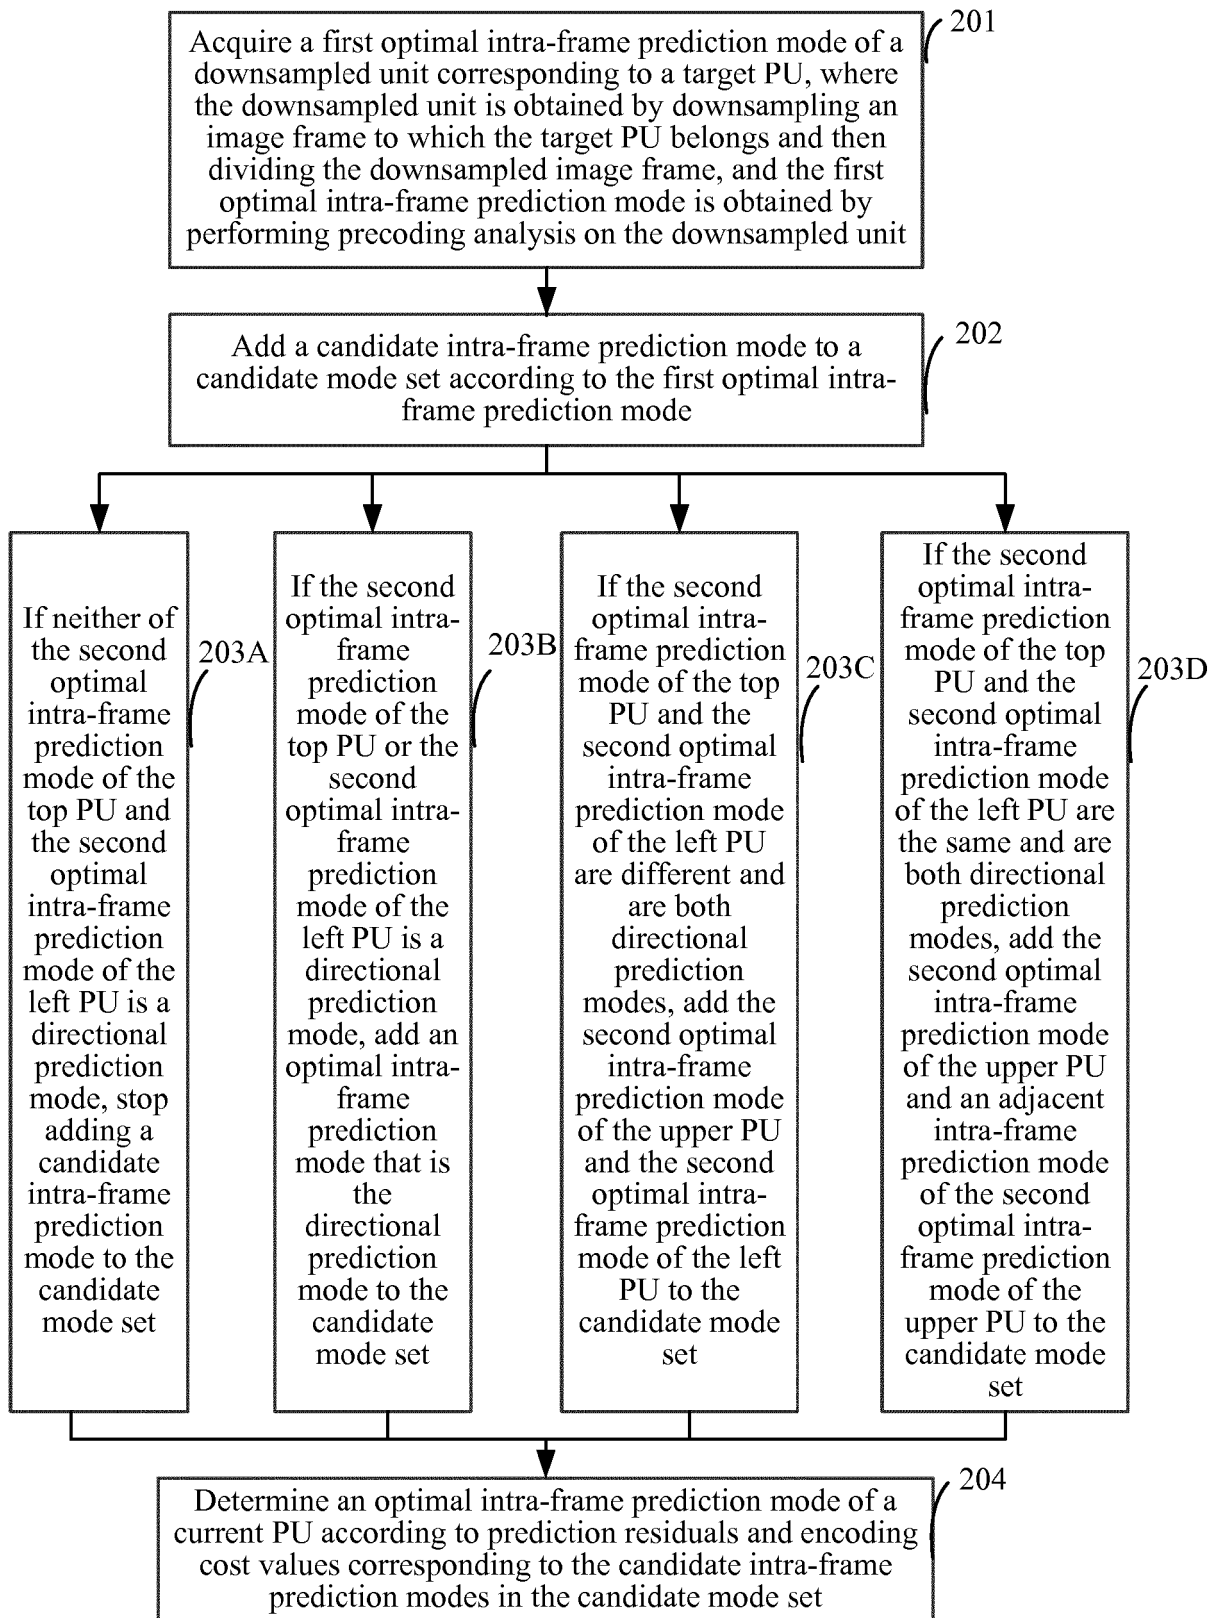 Acquire a first optimal intra-frame prediction mode of a
downsampled unit corresponding to a target PU, where
the downsampled unit is obtained by downsampling an
image frame to which the target PU belongs and then
dividing the downsampled image frame, and the first
optimal intra-frame prediction mode is obtained by
performing precoding analysis on the downsampled unit
201
Add a candidate intra-frame prediction mode to a
candidate mode set according to the first optimal intra-
frame prediction mode
202
If neither of
the second
optimal
intra-frame
prediction
mode of the
top PU and
the second
optimal
intra-frame
prediction
mode of the
left PU is a
directional
prediction
mode, stop
adding a
candidate
intra-frame
prediction
mode to the
candidate
mode set
203A
If the second
optimal intra-
frame
prediction
mode of the
top PU or the
second
optimal intra-
frame
prediction
mode of the
left PU is a
directional
prediction
mode, add an
optimal intra-
frame
prediction
mode that is
the
directional
prediction
mode to the
candidate
mode set
203B
If the second
optimal intra-
frame prediction
mode of the top
PU and the
second optimal
intra-frame
prediction mode
of the left PU
are different and
are both
directional
prediction
modes, add the
second optimal
intra-frame
prediction mode
of the upper PU
and the second
optimal intra-
frame prediction
mode of the left
PU to the
candidate mode
set
203C
If the second
optimal intra-
frame prediction
mode of the top
PU and the
second optimal
intra-frame
prediction mode
of the left PU are
the same and are
both directional
prediction
modes, add the
second optimal
intra-frame
prediction mode
of the upper PU
and an adjacent
intra-frame
prediction mode
of the second
optimal intra-
frame prediction
mode of the
upper PU to the
candidate mode
set
203D
Determine an optimal intra-frame prediction mode of a
current PU according to prediction residuals and encoding
cost values corresponding to the candidate intra-frame
prediction modes in the candidate mode set
204